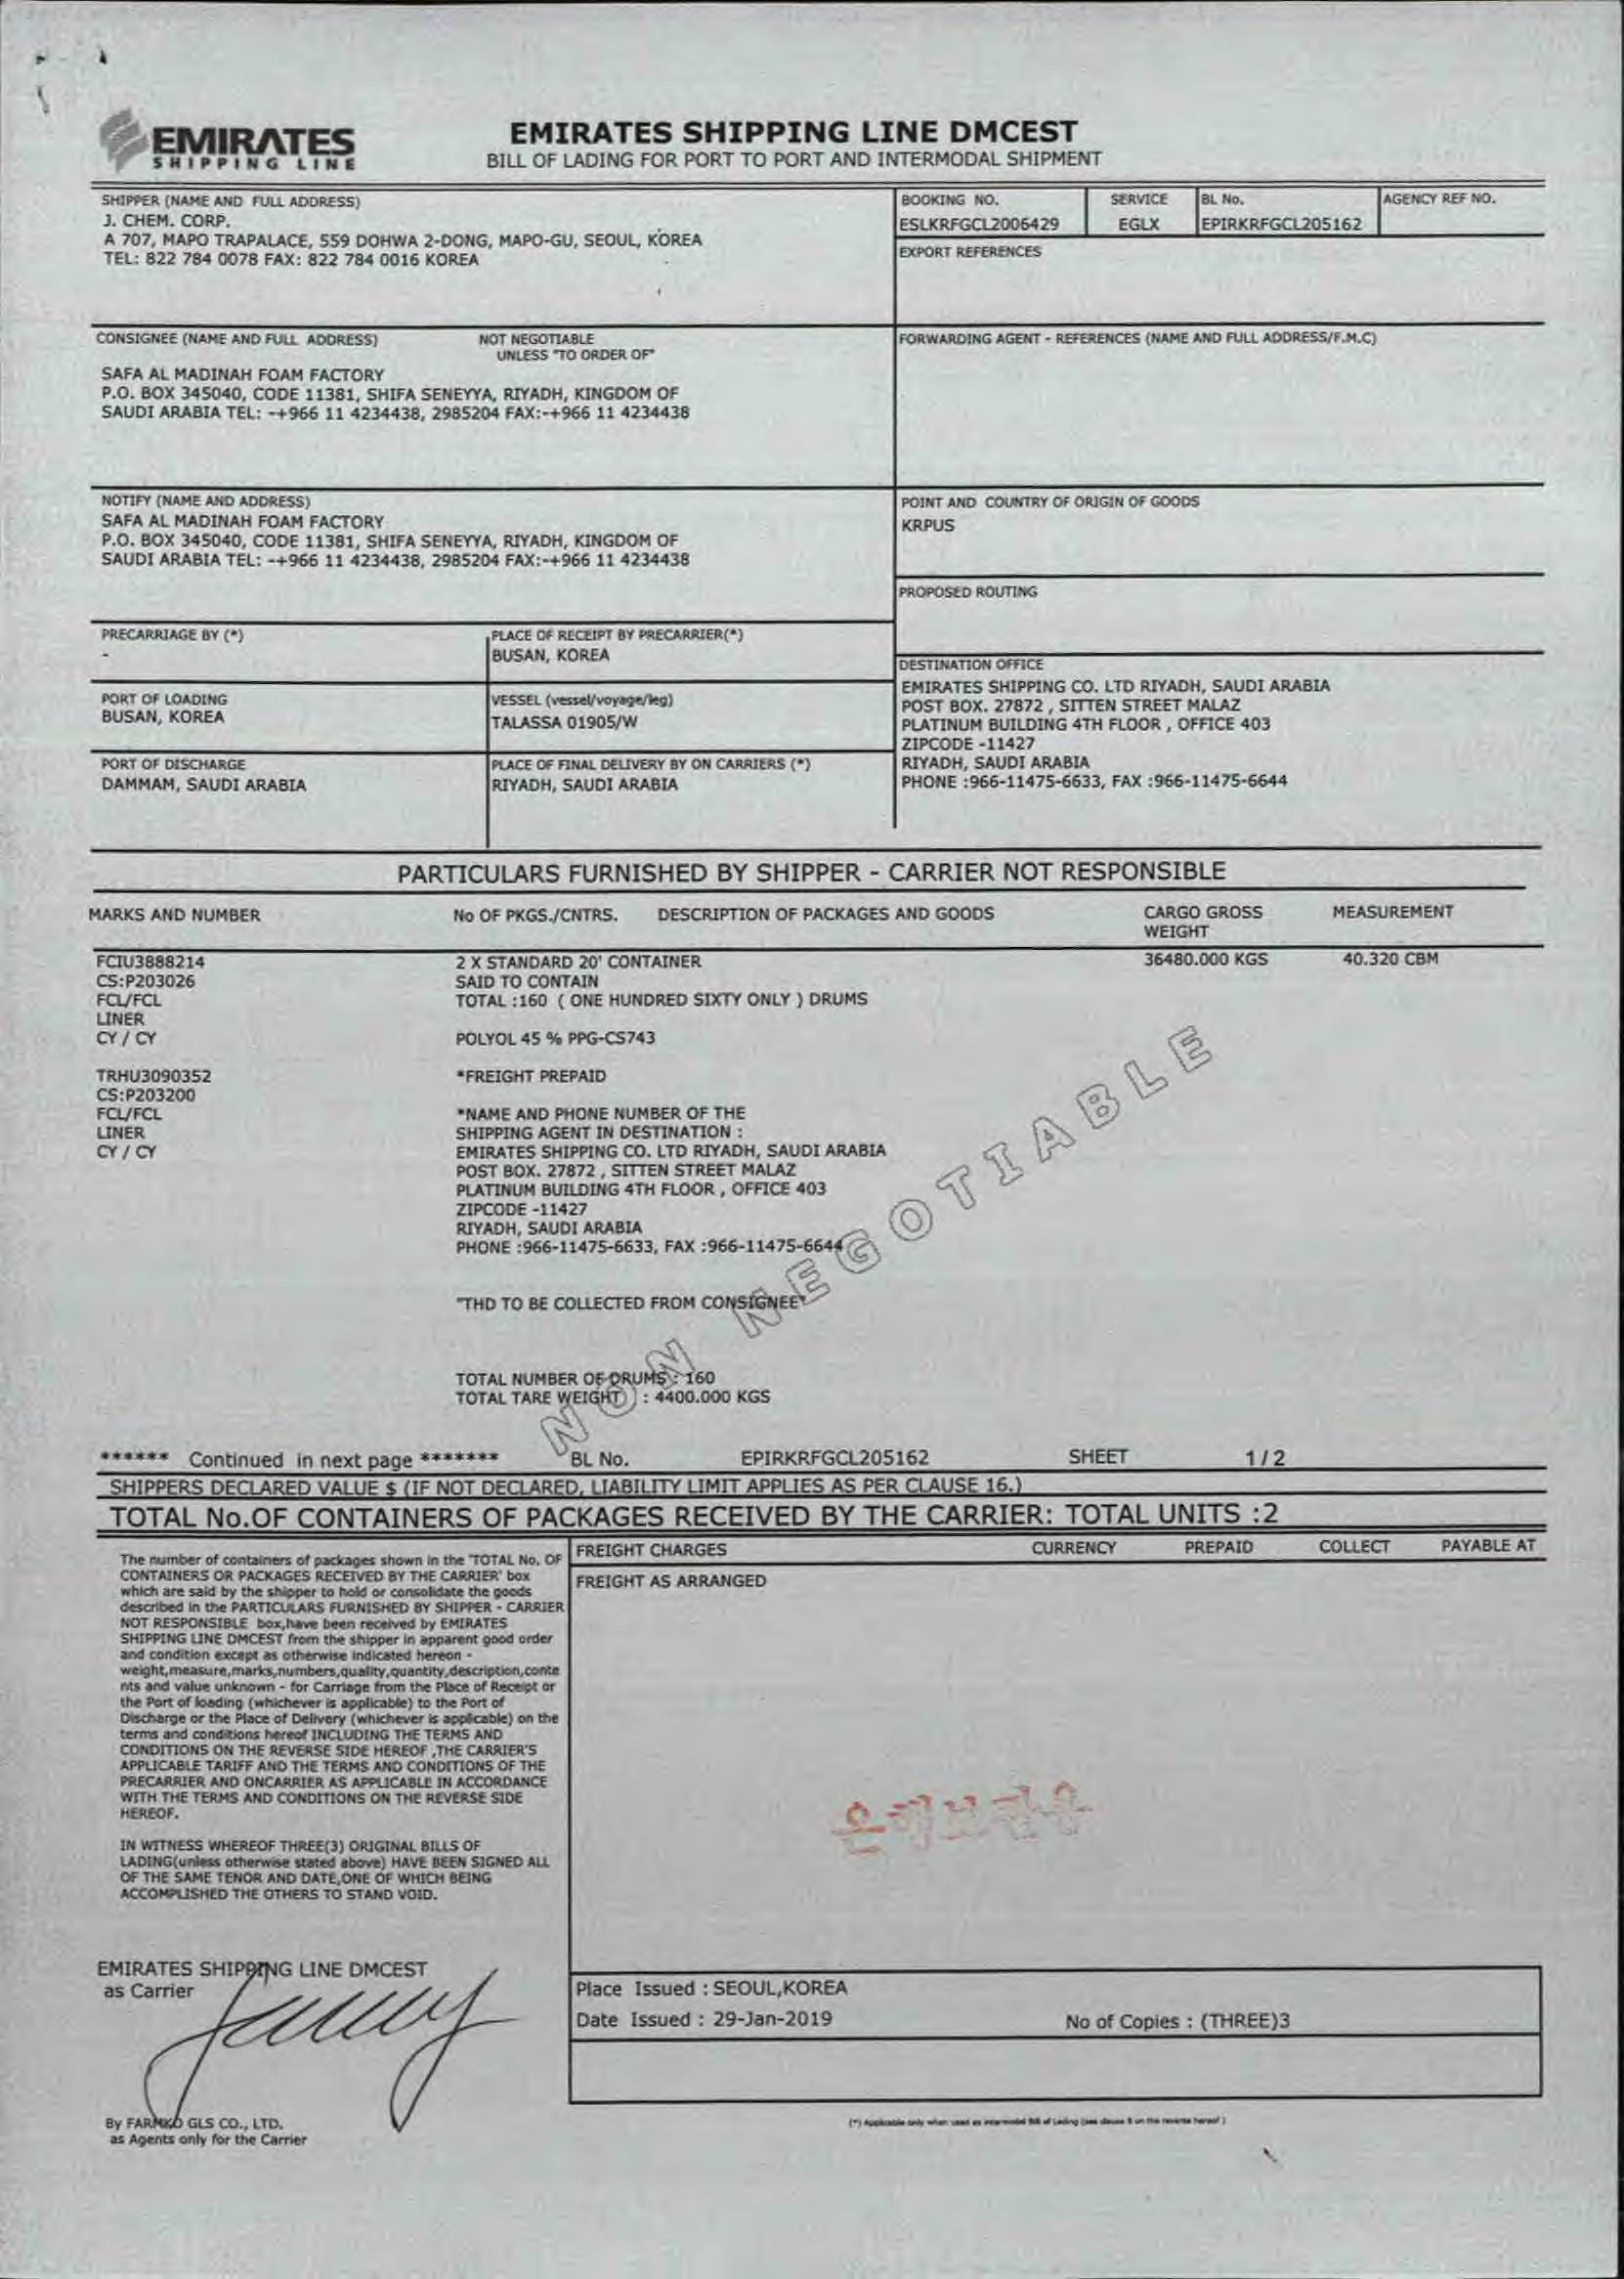 EMIRATES
SHIPPING LINE
EMIRATES SHIPPING LINE DMCEST
BILL OF LADING FOR PORT TO PORT AND INTERMODAL SHIPMENT
SHIPPER (NAME AND FULL ADDRESS)
J. CHEM. CORP.
A 707, MAPO TRAPALACE, 559 DOHWA 2-DONG, MAPO-GU, SEOUL, KOREA
TEL: 822 784 0078 FAX: 822 784 0016 KOREA
BOOKING NO.
ESLKRFGCL2006429
SERVICE
EGLX
BL No.
EPIRKRFGCL205162
AGENCY REF NO.
EXPORT REFERENCES
CONSIGNEE (NAME AND FULL ADDRESS)
NOT NEGOTIABLE
UNLESS "TO ORDER OF"
SAFA AL MADINAH FOAM FACTORY
P.O. BOX 345040, CODE 11381, SHIFA SENEYYA, RIYADH, KINGDOM OF
SAUDI ARABIA TEL: -+966 11 4234438, 2985204 FAX:-+966 11 4234438
FORWARDING AGENT - REFERENCES (NAME AND FULL ADDRESS/F.M.C)
NOTIFY (NAME AND ADDRESS)
SAFA AL MADINAH FOAM FACTORY
P.O. BOX 345040, CODE 11381, SHIFA SENEYYA, RIYADH, KINGDOM OF
SAUDI ARABIA TEL: -+966 11 4234438, 2985204 FAX:-+966 11 4234438
POINT AND COUNTRY OF ORIGIN OF GOODS
KRPUS
PROPOSED ROUTING
PRECARRIAGE BY (*)
-
PLACE OF RECEIPT BY PRECARRIER(*)
BUSAN, KOREA
PORT OF LOADING
BUSAN, KOREA
VESSEL (vessel/voyage/leg)
TALASSA 01905/W
PORT OF DISCHARGE
DAMMAM, SAUDI ARABIA
PLACE OF FINAL DELIVERY BY ON CARRIERS (*)
RIYADH, SAUDI ARABIA
DESTINATION OFFICE
EMIRATES SHIPPING CO. LTD RIYADH, SAUDI ARABIA
POST BOX. 27872 , SITTEN STREET MALAZ
PLATINUM BUILDING 4TH FLOOR , OFFICE 403
ZIPCODE -11427
RIYADH, SAUDI ARABIA
PHONE :966-11475-6633, FAX :966-11475-6644
PARTICULARS FURNISHED BY SHIPPER - CARRIER NOT RESPONSIBLE
MARKS AND NUMBER
No OF PKGS./CNTRS.
DESCRIPTION OF PACKAGES AND GOODS
CARGO GROSS
WEIGHT
MEASUREMENT
FCIU3888214
CS:P203026
FCL/FCL
LINER
CY / CY
TRHU3090352
CS:P203200
FCL/FCL
LINER
CY / CY
2 X STANDARD 20' CONTAINER
SAID TO CONTAIN
TOTAL :160 ( ONE HUNDRED SIXTY ONLY ) DRUMS
POLYOL 45 % PPG-CS743
*FREIGHT PREPAID
*NAME AND PHONE NUMBER OF THE
SHIPPING AGENT IN DESTINATION :
EMIRATES SHIPPING CO. LTD RIYADH, SAUDI ARABIA
POST BOX. 27872 , SITTEN STREET MALAZ
PLATINUM BUILDING 4TH FLOOR , OFFICE 403
ZIPCODE -11427
RIYADH, SAUDI ARABIA
PHONE :966-11475-6633, FAX :966-11475-6644
"THD TO BE COLLECTED FROM CONSIGNEE"
TOTAL NUMBER OF DRUMS : 160
TOTAL TARE WEIGHT : 4400.000 KGS
36480.000 KGS
40.320 CBM
NON NEGOTIABLE
****** Continued in next page *******
BL No. EPIRKRFGCL205162 SHEET 1 / 2
SHIPPERS DECLARED VALUE $ (IF NOT DECLARED, LIABILITY LIMIT APPLIES AS PER CLAUSE 16.)
TOTAL No.OF CONTAINERS OF PACKAGES RECEIVED BY THE CARRIER: TOTAL UNITS :2
The number of containers of packages shown in the 'TOTAL No. OF
CONTAINERS OR PACKAGES RECEIVED BY THE CARRIER' box
which are said by the shipper to hold or consolidate the goods
described in the PARTICULARS FURNISHED BY SHIPPER - CARRIER
NOT RESPONSIBLE box,have been received by EMIRATES
SHIPPING LINE DMCEST from the shipper in apparent good order
and condition except as otherwise indicated hereon -
weight,measure,marks,numbers,quality,quantity,description,conte
nts and value unknown - for Carriage from the Place of Receipt or
the Port of loading (whichever is applicable) to the Port of
Discharge or the Place of Delivery (whichever is applicable) on the
terms and conditions hereof INCLUDING THE TERMS AND
CONDITIONS ON THE REVERSE SIDE HEREOF ,THE CARRIER'S
APPLICABLE TARIFF AND THE TERMS AND CONDITIONS OF THE
PRECARRIER AND ONCARRIER AS APPLICABLE IN ACCORDANCE
WITH THE TERMS AND CONDITIONS ON THE REVERSE SIDE
HEREOF.
IN WITNESS WHEREOF THREE(3) ORIGINAL BILLS OF
LADING(unless otherwise stated above) HAVE BEEN SIGNED ALL
OF THE SAME TENOR AND DATE,ONE OF WHICH BEING
ACCOMPLISHED THE OTHERS TO STAND VOID.
FREIGHT CHARGES
CURRENCY
PREPAID
COLLECT
PAYABLE AT
FREIGHT AS ARRANGED
은행보관용
EMIRATES SHIPPING LINE DMCEST
as Carrier
By FARMKO GLS CO., LTD.
as Agents only for the Carrier
Place Issued : SEOUL,KOREA
Date Issued : 29-Jan-2019
No of Copies : (THREE)3
(*) Applicable only when used as intermodal Bill of Lading (see clause 8 on the reverse hereof )